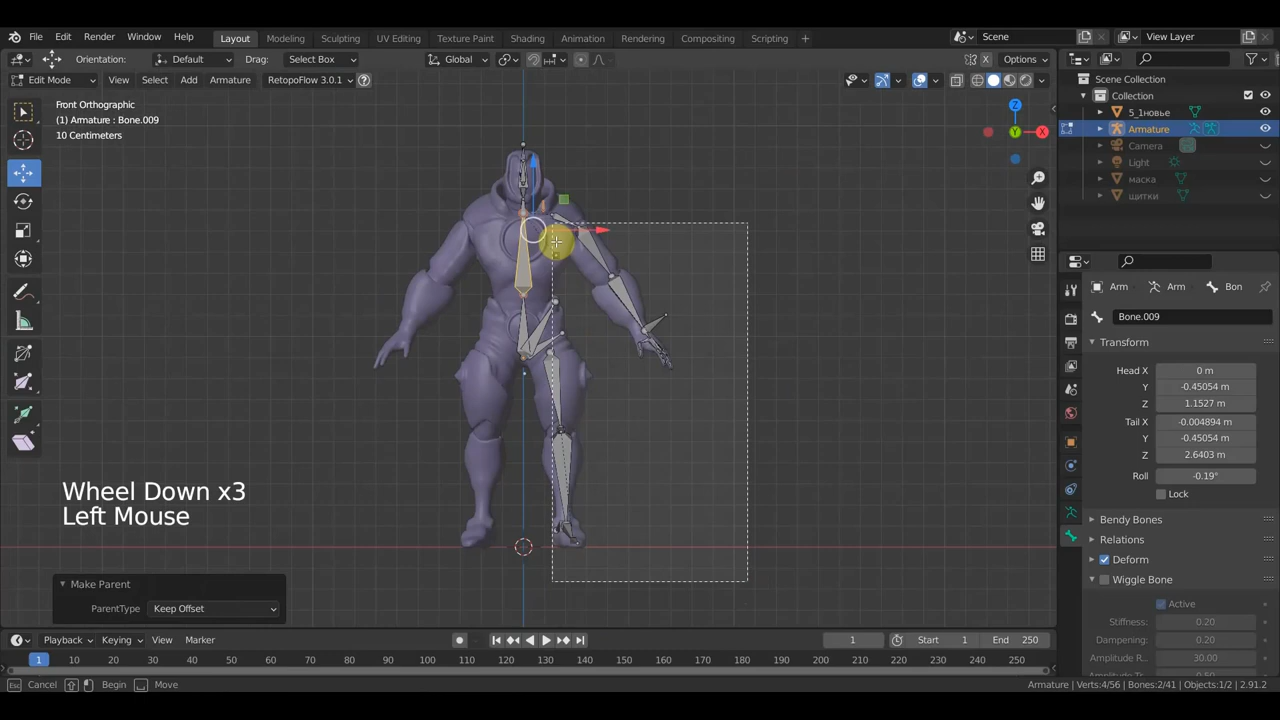 File Edit Render Window Help Layout Modeling Sculpting UV Editing Texture Paint Shading Animation Rendering Compositing Scripting + Scene View Layer
Orientation: Default Drag: Select Box Global X Options
Edit Mode View Select Add Armature RetopoFlow 3.0.1
Scene Collection
Collection
5_1новье
Armature
Camera
Light
маска
щитки
Front Orthographic
(1) Armature : Bone.009
10 Centimeters
Z
Y
X
Arm Arm Bon
Bone.009
Transform
Head X 0 m
Y -0.45054 m
Z 1.1527 m
Tail X -0.004894 m
Y -0.45054 m
Z 2.6403 m
Roll -0.19°
Lock
Bendy Bones
Relations
Deform
Wiggle Bone
Active
Stiffness: 0.20
Dampening: 0.20
Amplitude R... 30.00
Wheel Down x3
Left Mouse
Make Parent
ParentType Keep Offset
Playback Keying View Marker 1 Start 1 End 250
1 10 20 30 40 50 60 70 80 90 100 110 120 130 140 150 160 170 180 190 200 210 220 230 240 250
Cancel Begin Move Armature | Verts:4/56 | Bones:2/41 | Objects:1/2 | 2.91.2